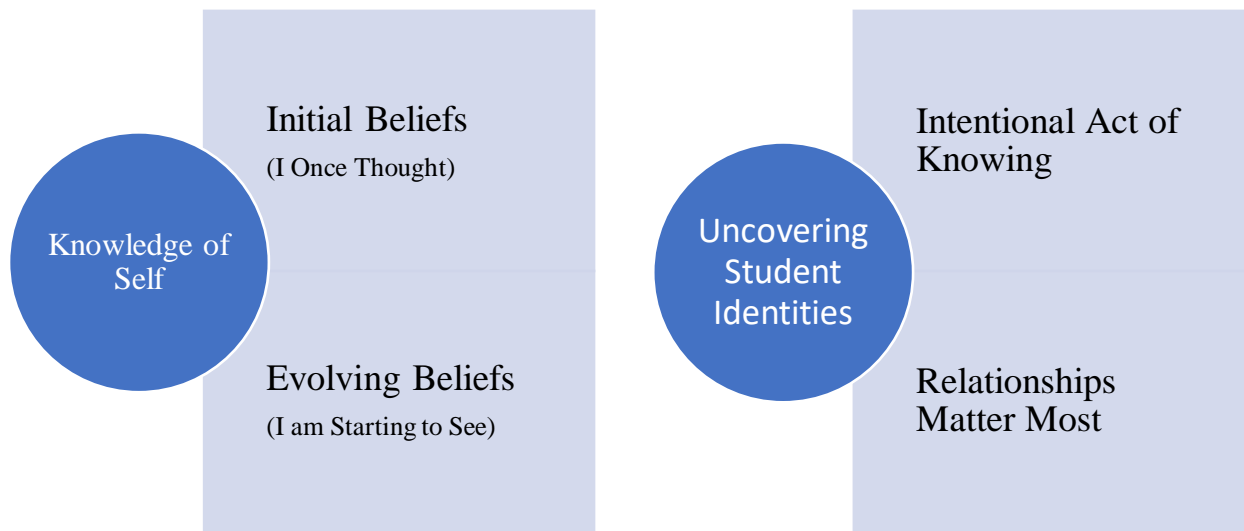 Knowledge of
Self
Initial Beliefs
(I Once Thought)
Evolving Beliefs
(I am Starting to See)
Uncovering
Student
Identities
Intentional Act of
Knowing
Relationships
Matter Most